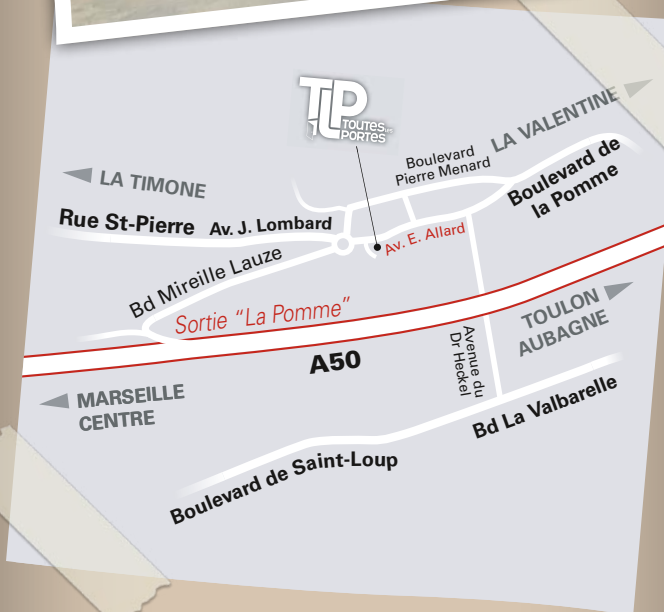 TLP
TOUTES
PORTES
LA VALENTINE
Boulevard
Pierre Menard
Boulevard de
la Pomme
LA TIMONE
Rue St-Pierre
Av. J. Lombard
Av. E. Allard
Bd Mireille Lauze
Sortie “La Pomme”
A50
TOULON
AUBAGNE
Avenue du
Dr Heckel
MARSEILLE
CENTRE
Bd La Valbarelle
Boulevard de Saint-Loup